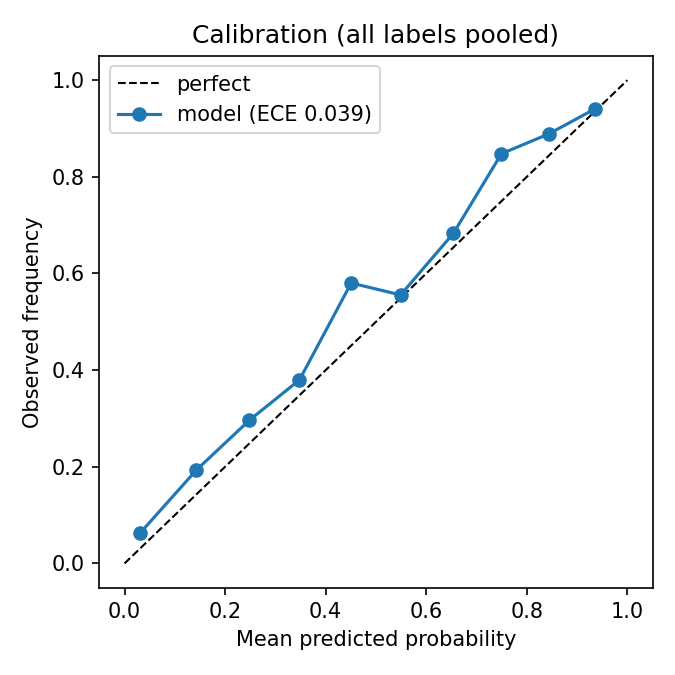 Calibration (all labels pooled)
perfect
model (ECE 0.039)
1.0
0.8
0.6
0.4
0.2
0.0
Observed frequency
0.0 0.2 0.4 0.6 0.8 1.0
Mean predicted probability